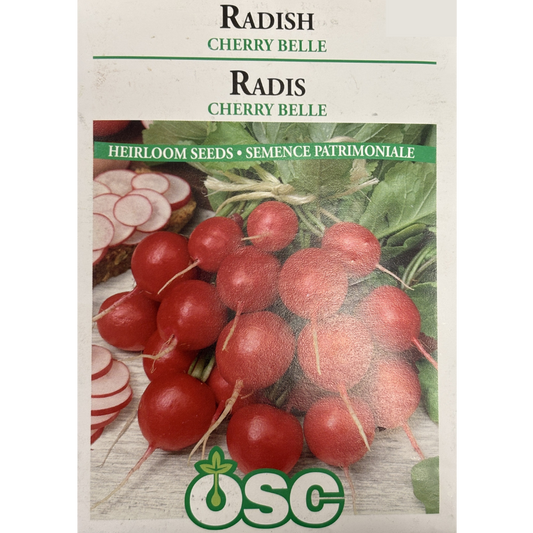 RADISH
CHERRY BELLE
RADIS
CHERRY BELLE
HEIRLOOM SEEDS • SEMENCE PATRIMONIALE
OSC